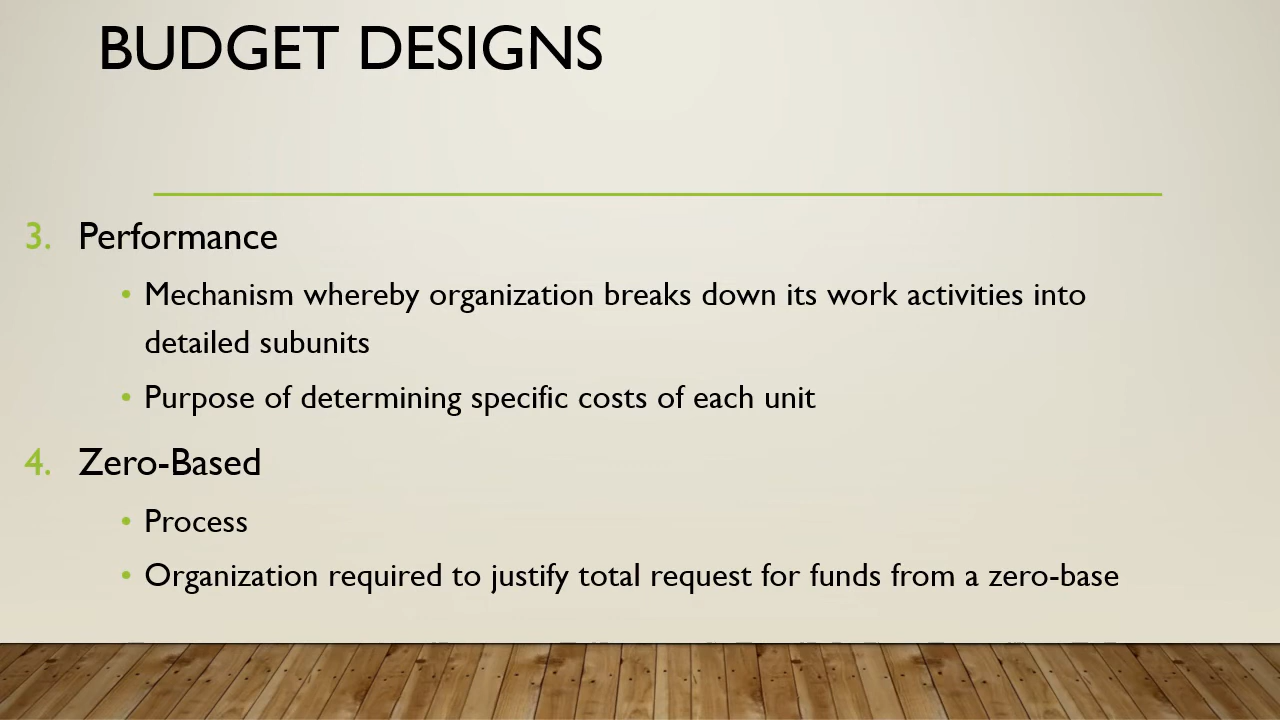 BUDGET DESIGNS
3. Performance
• Mechanism whereby organization breaks down its work activities into
detailed subunits
• Purpose of determining specific costs of each unit
4. Zero-Based
• Process
• Organization required to justify total request for funds from a zero-base